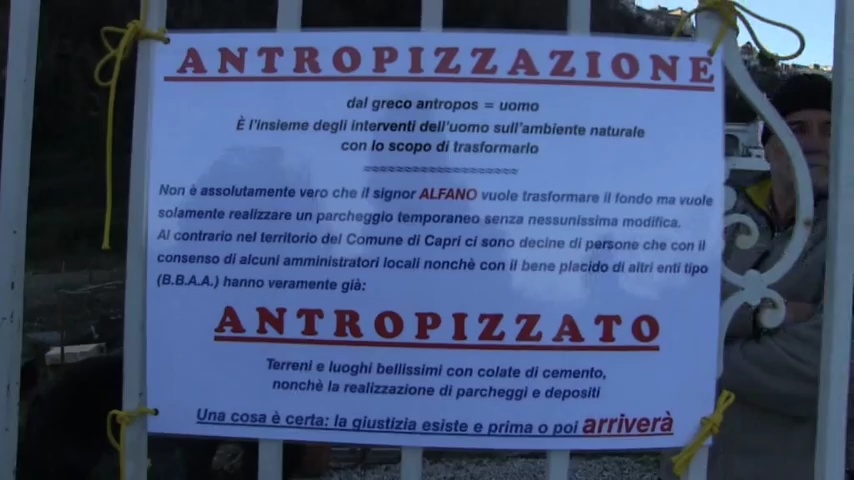 ANTROPIZZAZIONE
dal greco antropos = uomo
È l'insieme degli interventi dell'uomo sull'ambiente naturale
con lo scopo di trasformarlo
Non è assolutamente vero che il signor ALFANO vuole trasformare il fondo ma vuole
solamente realizzare un parcheggio temporaneo senza nessunissima modifica.
Al contrario nel territorio del Comune di Capri ci sono decine di persone che con il
consenso di alcuni amministratori locali nonchè con il bene placido di altri enti tipo
(B.B.A.A.) hanno veramente già:
ANTROPIZZATO
Terreni e luoghi bellissimi con colate di cemento,
nonchè la realizzazione di parcheggi e depositi
Una cosa è certa: la giustizia esiste e prima o poi arriverà